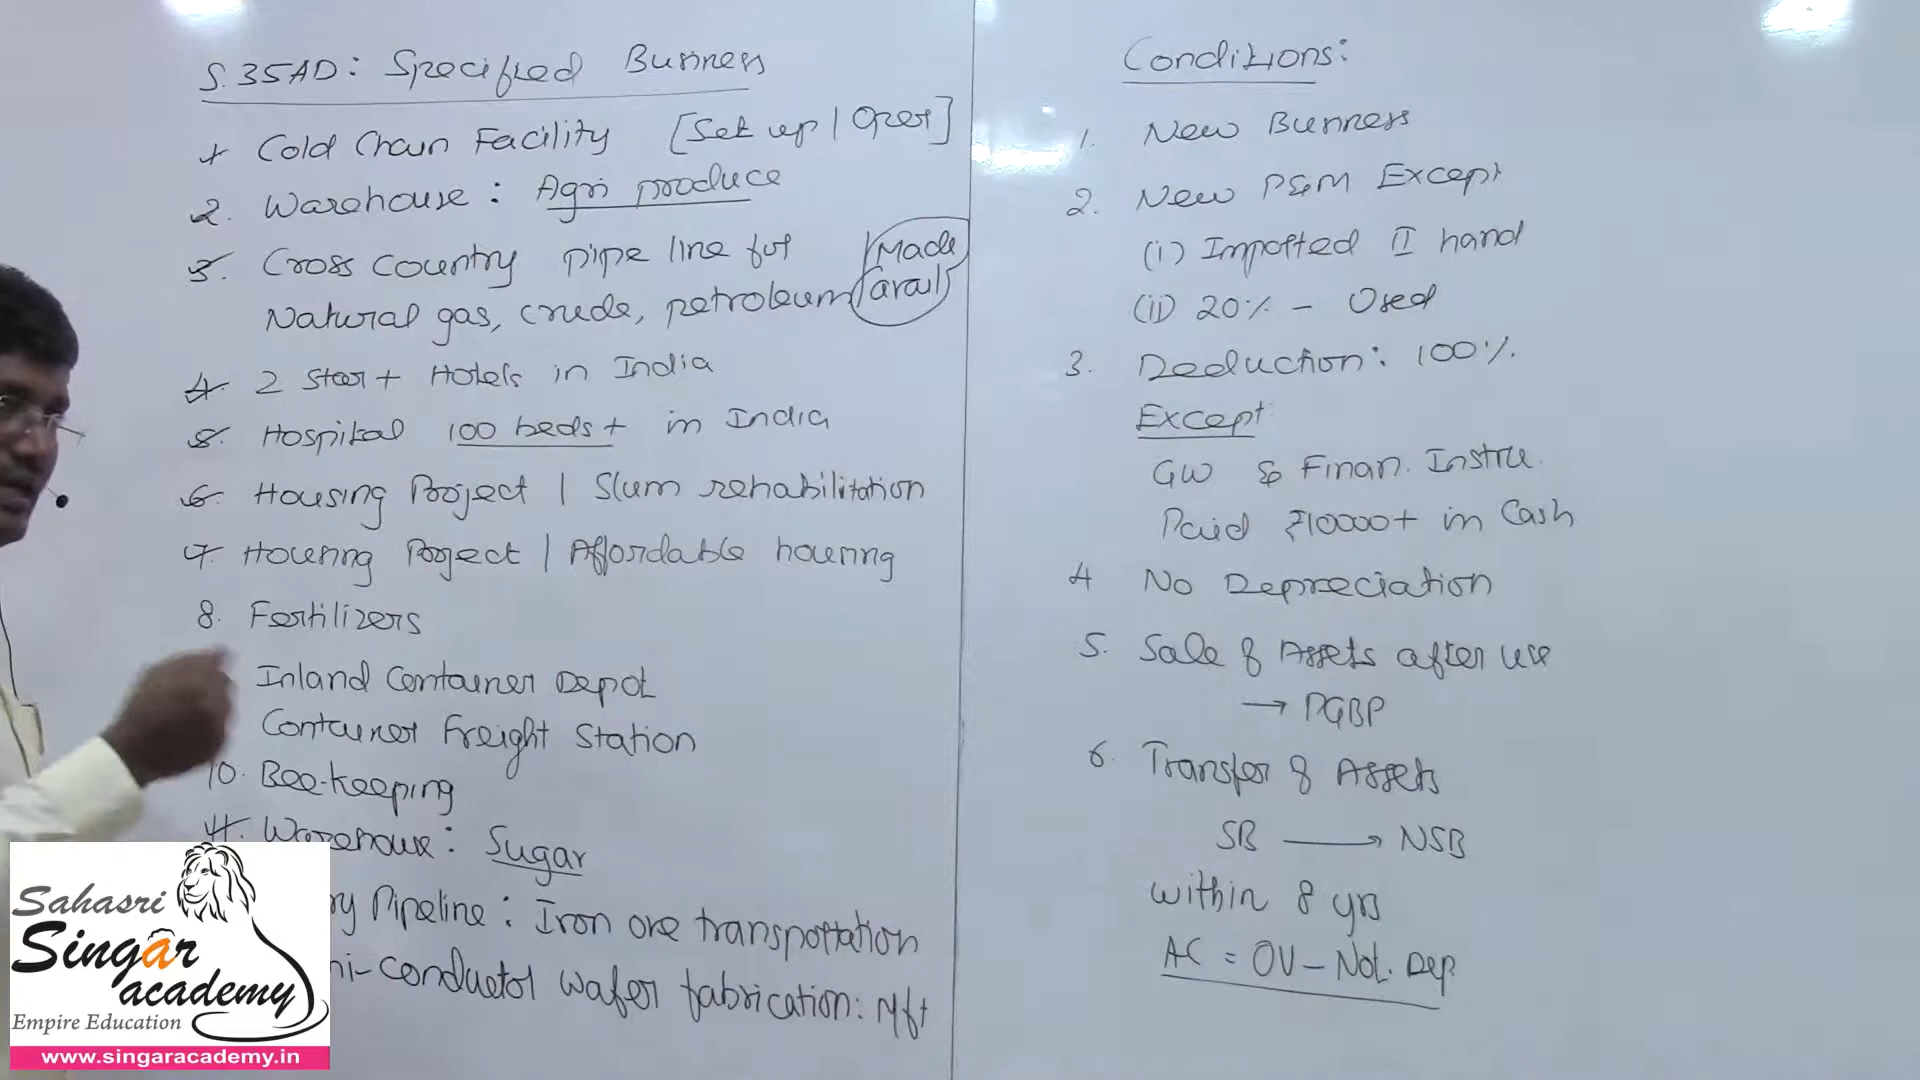 S.35AD: Specified Business
1. Cold Chain Facility [Set up / Oper]
2. Warehouse: Agri produce
3. Cross country pipe line for Made
Natural gas, crude, petroleum avail
4. 2 star + Hotels in India
5. Hospital 100 beds + in India
6. Housing Project / Slum rehabilitation
7. Housing Project / Affordable housing
8. Fertilizers
Inland Container Depot
Container Freight Station
10. Bee-keeping
11. Warehouse: Sugar
ry Pipeline: Iron ore transportation
ni-conductor wafer fabrication: Mft
Conditions:
1. New Business
2. New P&M Except
(i) Imported II hand
(ii) 20% - Used
3. Deduction: 100%.
Except
GW & Finan. Instru.
Paid ₹10000+ in Cash
4 No Depreciation
5. Sale of Assets after use
→ PGBP
6. Transfer of Assets
SB → NSB
within 8 yrs
AC = OV - Not. Dep
Sahasri
Singar
academy
Empire Education
www.singaracademy.in